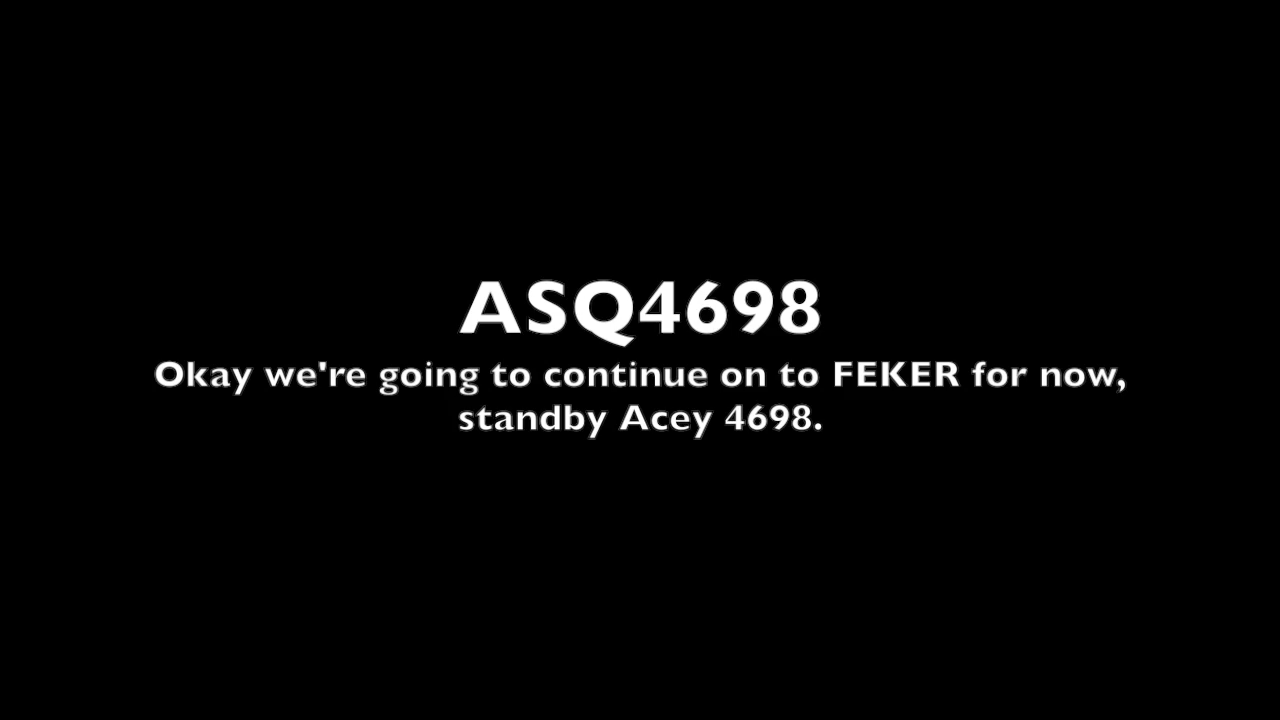 ASQ4698
Okay we're going to continue on to FEKER for now,
standby Acey 4698.